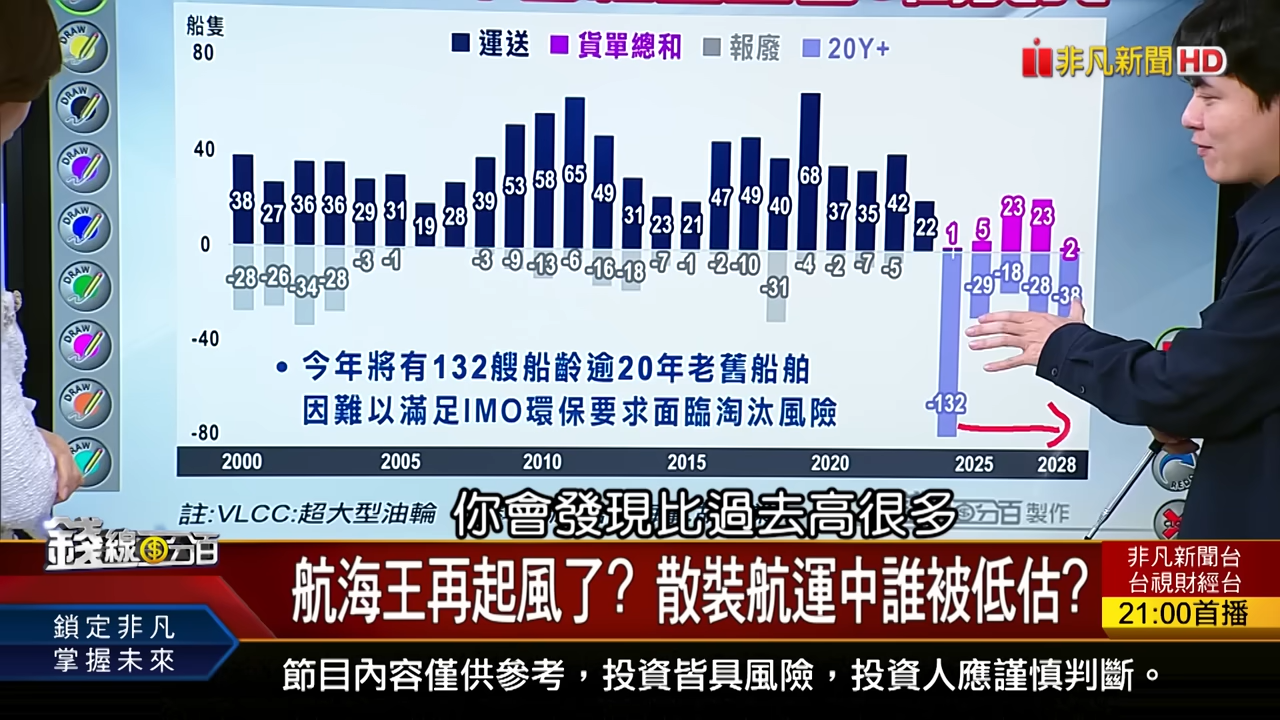 船隻
運送 貨單總和 報廢 20Y+
非凡新聞HD
80
40
0
-40
-80
38 27 36 36 29 31 19 28 39 53 58 65 49 31 23 21 47 49 40 68 37 35 42 22 1 5 23 23 2
-28 -26 -34 -28 -3 -1 -3 -9 -13 -6 -16 -18 -7 -1 -2 -10 -31 -4 -2 -7 -5 -132 -29 -18 -28 -38
• 今年將有132艘船齡逾20年老舊船舶
因難以滿足IMO環保要求面臨淘汰風險
2000 2005 2010 2015 2020 2025 2028
DRAW
DRAW
DRAW
DRAW
DRAW
DRAW
DRAW
註:VLCC:超大型油輪
分百 製作
你會發現比過去高很多
錢線分百
航海王再起風了? 散裝航運中誰被低估?
非凡新聞台
台視財經台
21:00首播
鎖定非凡
掌握未來
節目內容僅供參考，投資皆具風險，投資人應謹慎判斷。